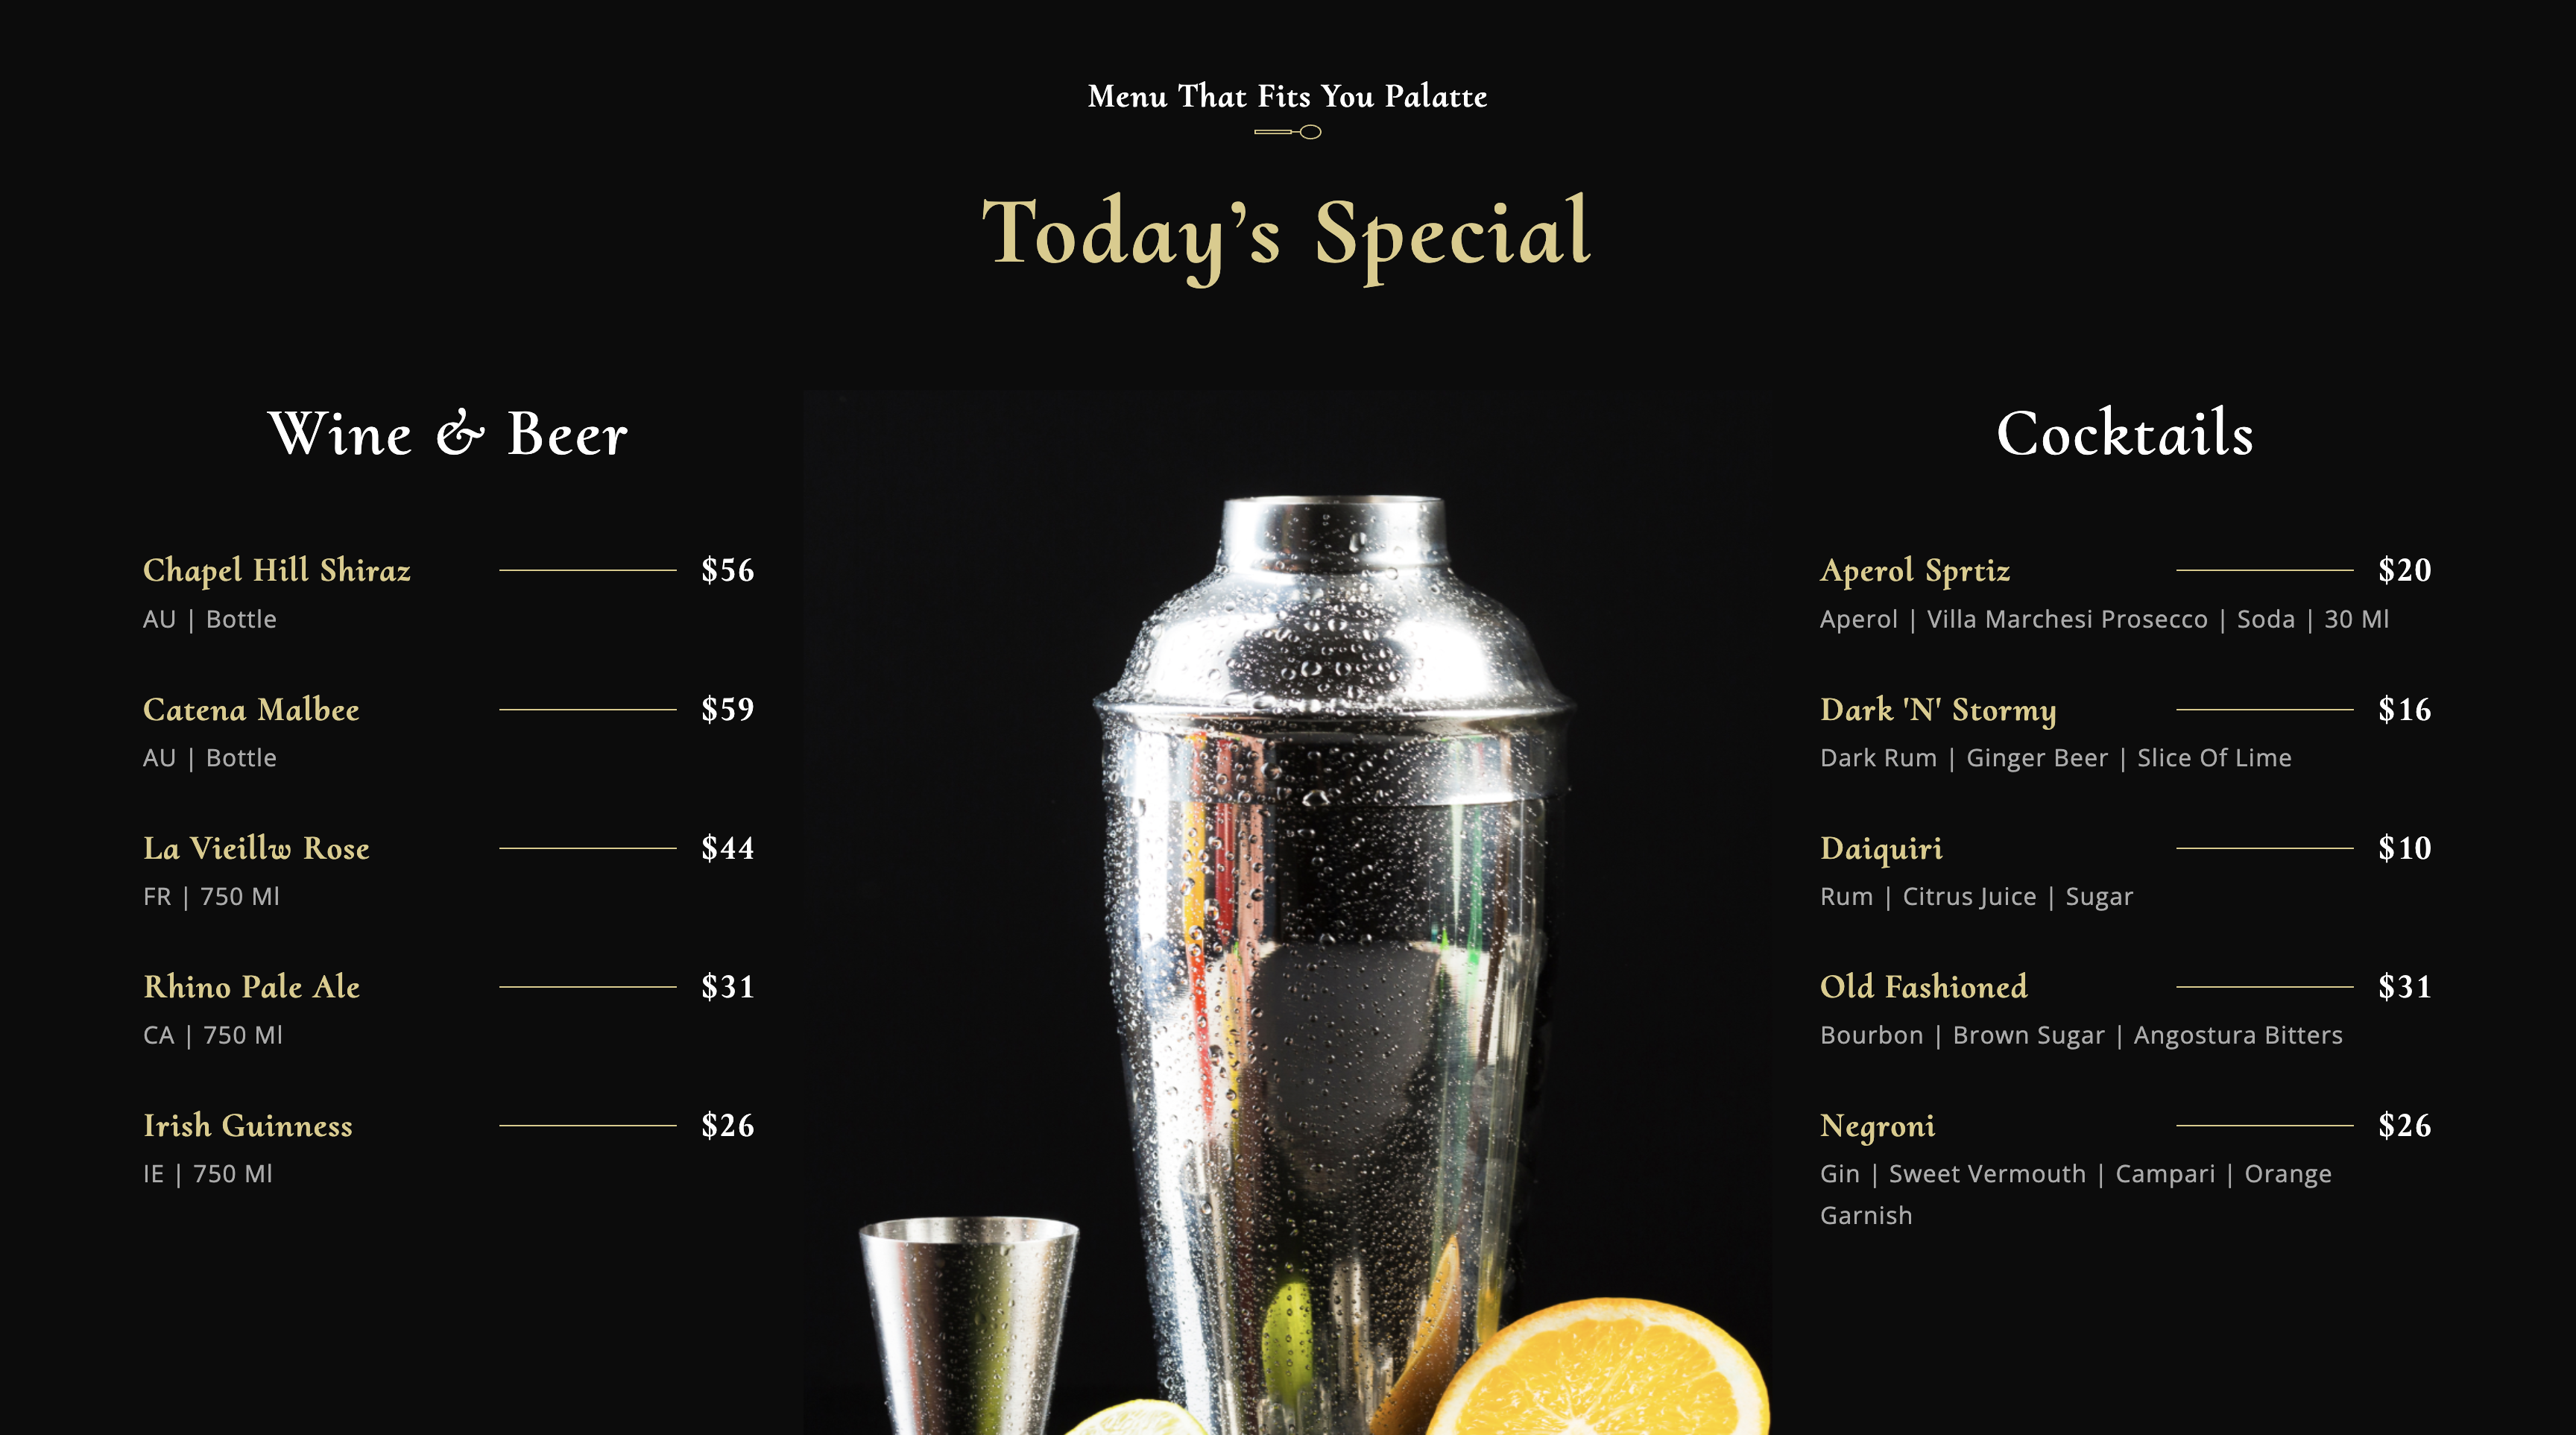 Menu That Fits You Palatte
Today’s Special
Wine & Beer
Chapel Hill Shiraz $56
AU | Bottle
Catena Malbee $59
AU | Bottle
La Vieillw Rose $44
FR | 750 Ml
Rhino Pale Ale $31
CA | 750 Ml
Irish Guinness $26
IE | 750 Ml
Cocktails
Aperol Sprtiz $20
Aperol | Villa Marchesi Prosecco | Soda | 30 Ml
Dark 'N' Stormy $16
Dark Rum | Ginger Beer | Slice Of Lime
Daiquiri $10
Rum | Citrus Juice | Sugar
Old Fashioned $31
Bourbon | Brown Sugar | Angostura Bitters
Negroni $26
Gin | Sweet Vermouth | Campari | Orange
Garnish